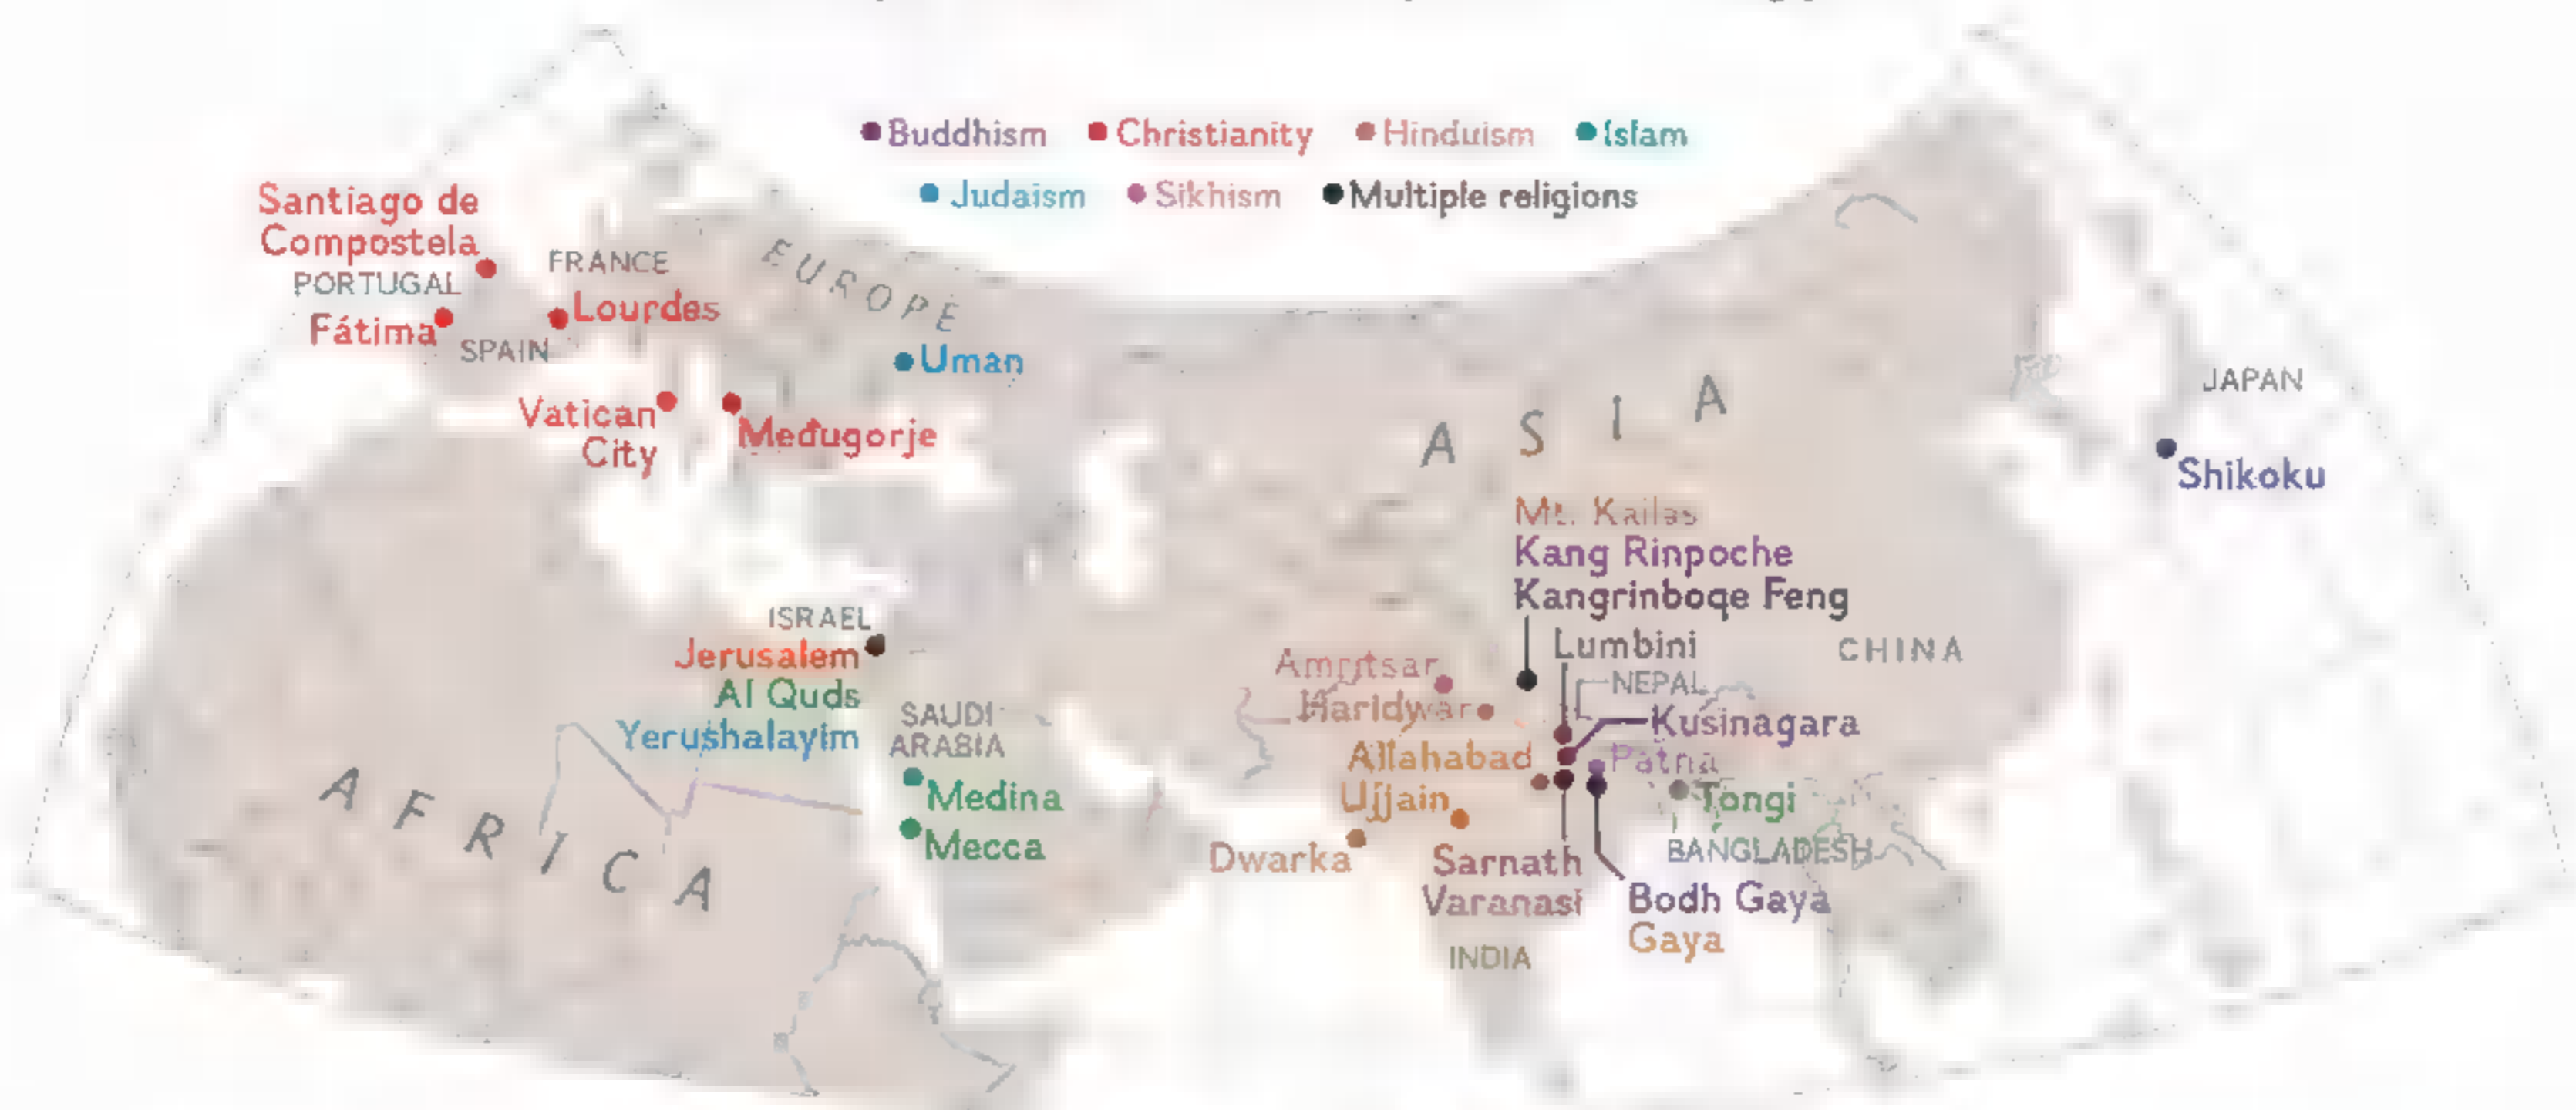 Buddhism Christianity Hinduism Islam
Judaism Sikhism Multiple religions
Santiago de
Compostela
PORTUGAL
FRANCE
Fátima
Lourdes
SPAIN
EUROPE
Uman
Vatican
City
Međugorje
ASIA
JAPAN
Shikoku
Mt. Kailas
Kang Rinpoche
Kangrinboqe Feng
ISRAEL
Jerusalem
Al Quds
Yerushalayim
SAUDI
ARABIA
Medina
Mecca
AFRICA
Lumbini
CHINA
Amritsar
NEPAL
Haridwar
Kusinagara
Allahabad
Patna
Ujjain
Tongi
Dwarka
BANGLADESH
Sarnath
Varanasi
Bodh Gaya
Gaya
INDIA